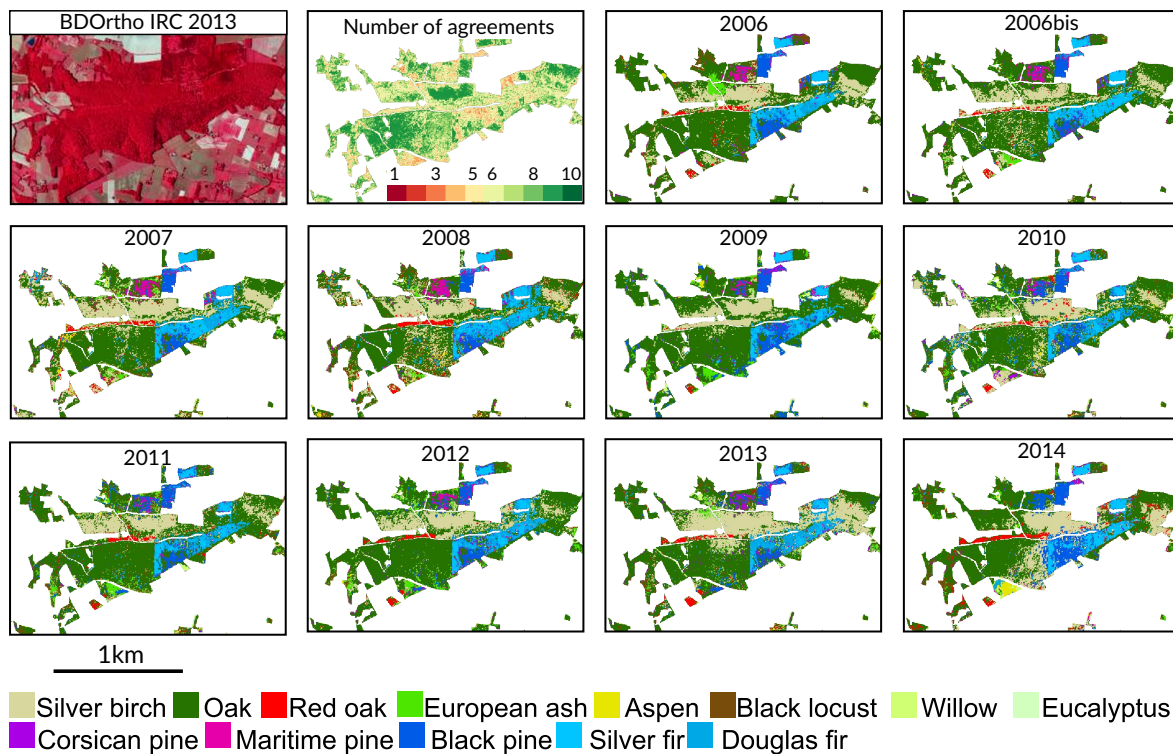 BDOrtho IRC 2013
Number of agreements
2006
2006bis
1 3 5 6 8 10
2007
2008
2009
2010
2011
2012
2013
2014
1km
Silver birch Oak Red oak European ash Aspen Black locust Willow Eucalyptus
Corsican pine Maritime pine Black pine Silver fir Douglas fir